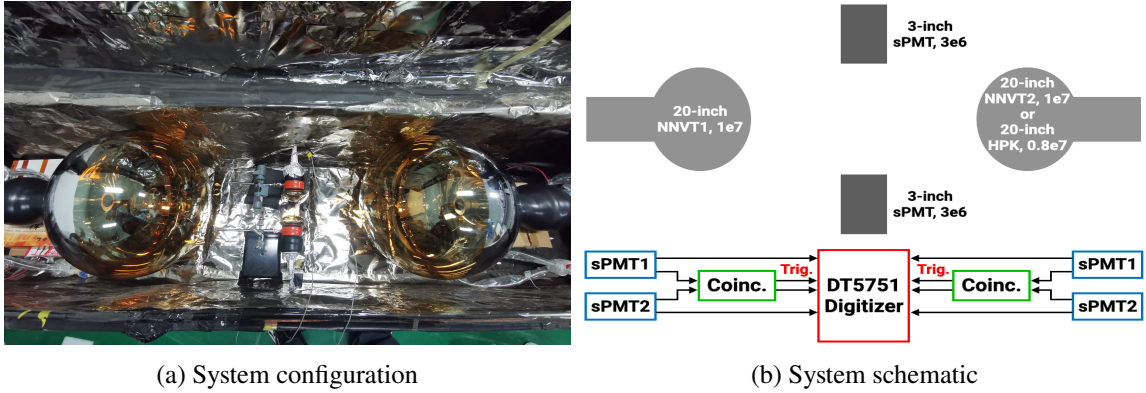 3-inch
sPMT, 3e6
20-inch
NNVT1, 1e7
20-inch
NNVT2, 1e7
or
20-inch
HPK, 0.8e7
3-inch
sPMT, 3e6
sPMT1
sPMT2
Coinc.
Trig.
DT5751
Digitizer
Trig.
Coinc.
sPMT1
sPMT2
(a) System configuration
(b) System schematic